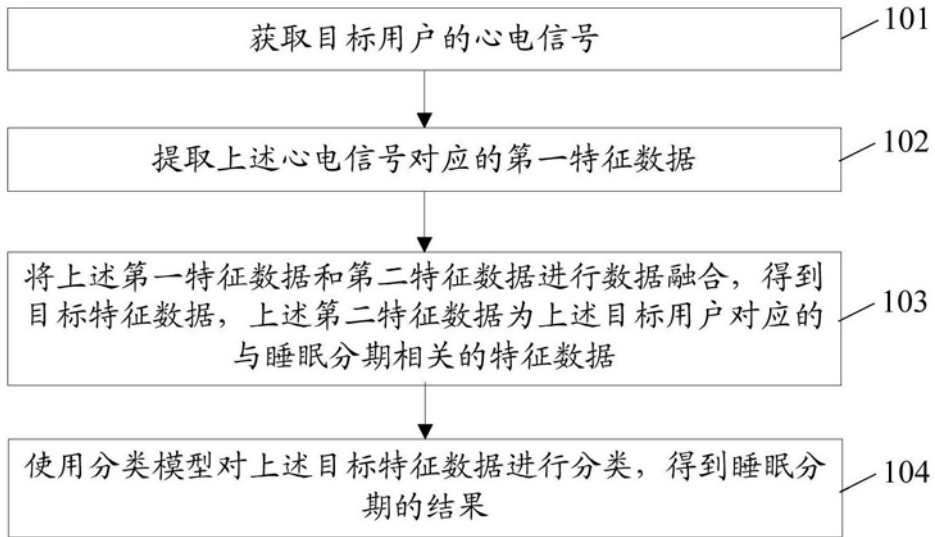 获取目标用户的心电信号
101
提取上述心电信号对应的第一特征数据
102
将上述第一特征数据和第二特征数据进行数据融合，得到
目标特征数据，上述第二特征数据为上述目标用户对应的
与睡眠分期相关的特征数据
103
使用分类模型对上述目标特征数据进行分类，得到睡眠分
期的结果
104